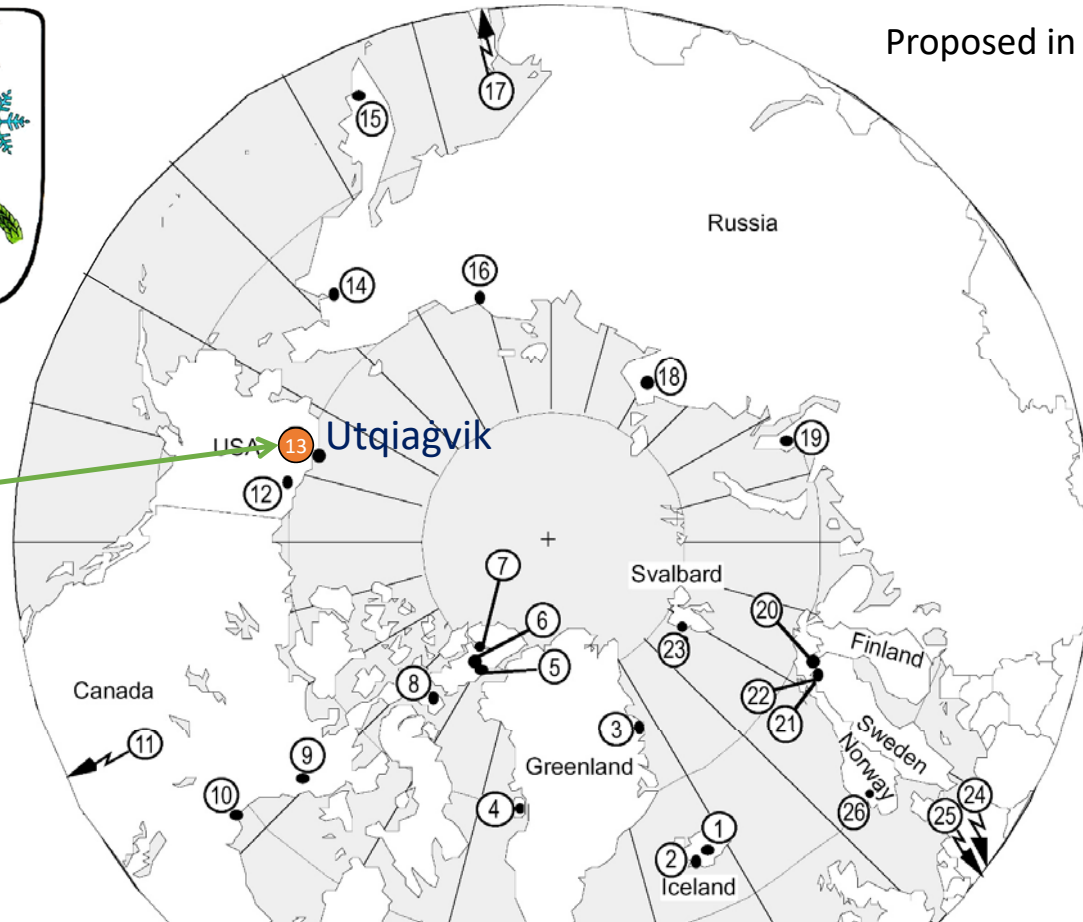 Proposed in
17
15
Russia
16
14
18
USA
13
Utqiaġvik
19
12
7
Svalbard
6
20
23
Finland
5
8
Canada
22
3
21
11
Sweden
Greenland
9
Norway
10
4
24
26
25
1
2
Iceland